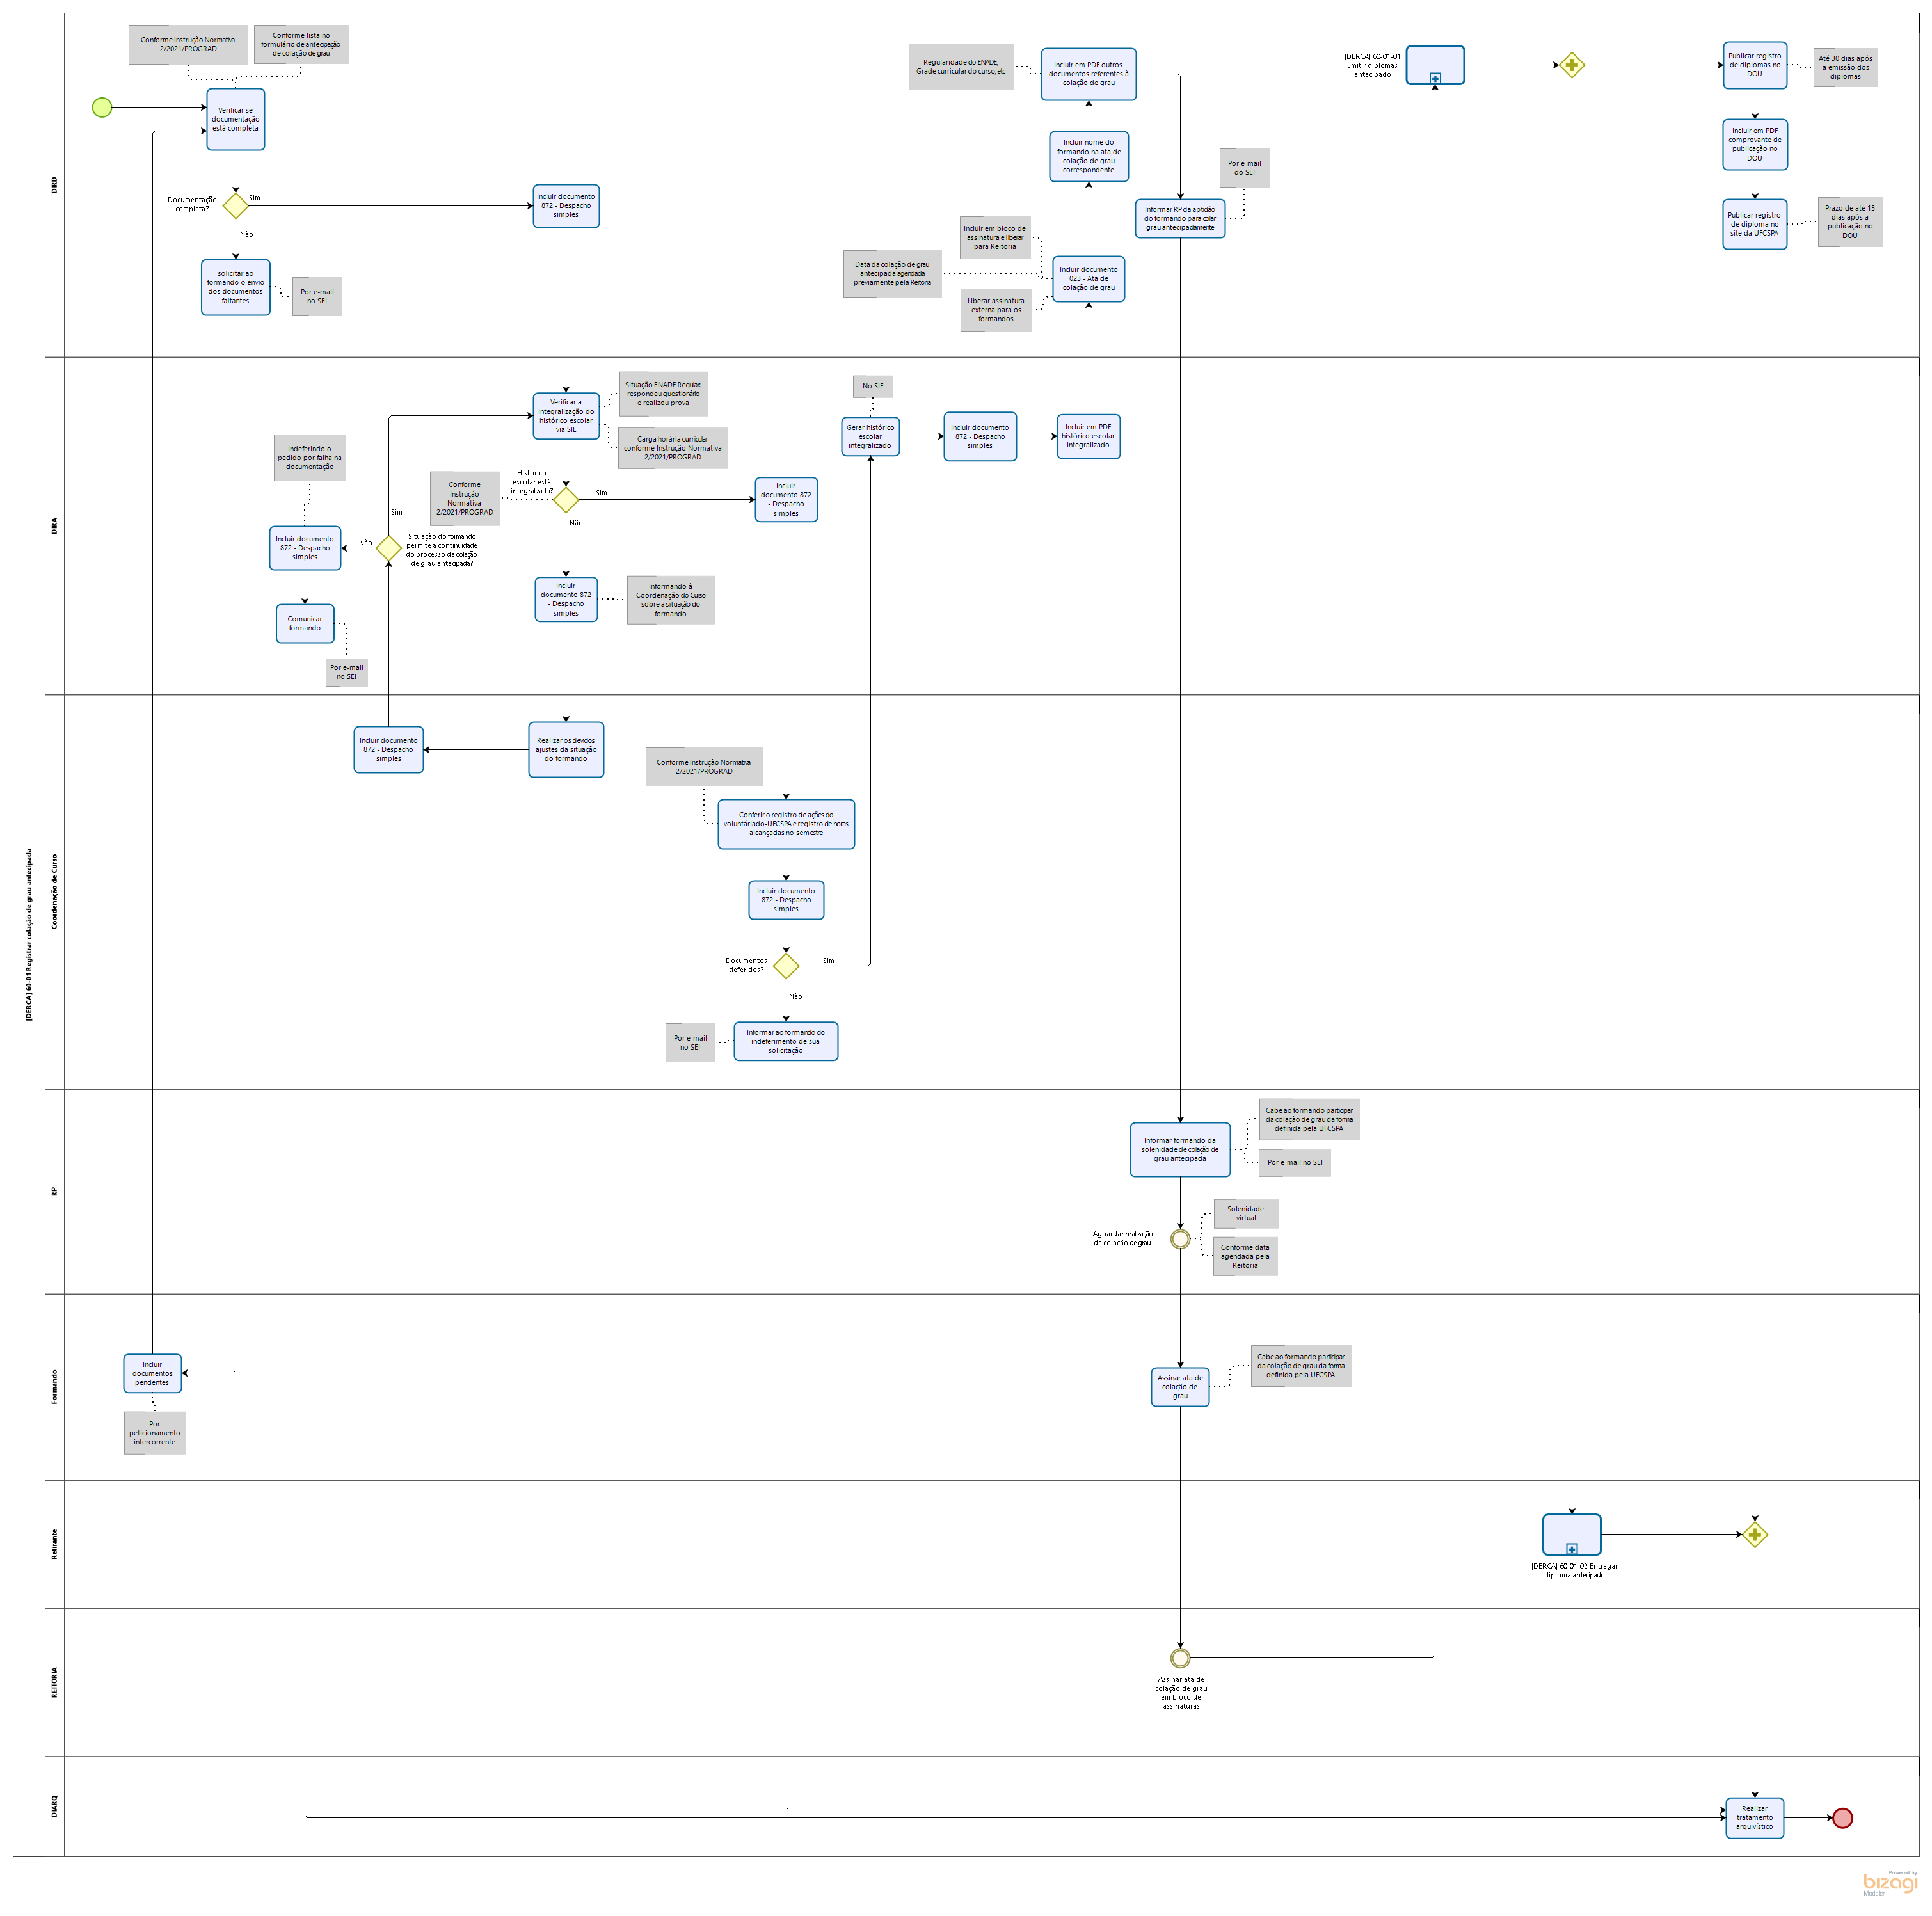 [DERCA] 60-01 Registrar colação de grau antecipada
DIRD
Conforme Instrução Normativa
2/2021/PROGRAD
Conforme lista no
formulário de antecipação
de colação de grau
Verificar se
documentação
está completa
Documentação
completa?
Sim
Não
solicitar ao
formando o envio
dos documentos
faltantes
Por e-mail
no SEI
Incluir documento
872 - Despacho
simples
Regularidade do ENADE,
Grade curricular do curso, etc
Incluir em PDF outros
documentos referentes à
colação de grau
Incluir nome do
formando na ata de
colação de grau
correspondente
Por e-mail
do SEI
Informar RP da aptidão
do formando para colar
grau antecipadamente
Incluir em bloco de
assinatura e liberar
para Reitoria
Data da colação de grau
antecipada agendada
previamente pela Reitoria
Liberar assinatura
externa para os
formandos
Incluir documento
023 - Ata de
colação de grau
[DERCA] 60-01-01
Emitir diplomas
antecipado
Publicar registro
de diplomas no
DOU
Até 30 dias após
a emissão dos
diplomas
Incluir em PDF
comprovante de
publicação no
DOU
Publicar registro
de diploma no
site da UFCSPA
Prazo de até 15
dias após a
publicação no
DOU
DIRA
Indeferindo o
pedido por falha na
documentação
Incluir documento
872 - Despacho
simples
Não
Sim
Situação do formando
permite a continuidade
do processo de colação
de grau antecipada?
Comunicar
formando
Por e-mail
no SEI
Verificar a
integralização do
histórico escolar
via SIE
Situação ENADE Regular:
respondeu questionário
e realizou prova
Carga horária curricular
conforme Instrução Normativa
2/2021/PROGRAD
Conforme
Instrução
Normativa
2/2021/PROGRAD
Histórico
escolar está
integralizado?
Sim
Não
Incluir
documento 872
- Despacho
simples
Informando à
Coordenação do Curso
sobre a situação do
formando
Incluir
documento 872
- Despacho
simples
No SIE
Gerar histórico
escolar
integralizado
Incluir documento
872 - Despacho
simples
Incluir em PDF
histórico escolar
integralizado
Coordenação de Curso
Incluir documento
872 - Despacho
simples
Realizar os devidos
ajustes da situação
do formando
Conforme Instrução Normativa
2/2021/PROGRAD
Conferir o registro de ações do
voluntáriado-UFCSPA e registro de horas
alcançadas no semestre
Incluir documento
872 - Despacho
simples
Documentos
deferidos?
Sim
Não
Por e-mail
no SEI
Informar ao formando do
indeferimento de sua
solicitação
RP
Informar formando da
solenidade de colação de
grau antecipada
Cabe ao formando participar
da colação de grau da forma
definida pela UFCSPA
Por e-mail no SEI
Aguardar realização
da colação de grau
Solenidade
virtual
Conforme data
agendada pela
Reitoria
Formando
Incluir
documentos
pendentes
Por
peticionamento
intercorrente
Assinar ata de
colação de
grau
Cabe ao formando participar
da colação de grau da forma
definida pela UFCSPA
Retirante
[DERCA] 60-01-02 Entregar
diploma antecipado
REITORIA
Assinar ata de
colação de grau
em bloco de
assinaturas
DIARQ
Realizar
tratamento
arquivístico
Powered by
bizagi
Modeler